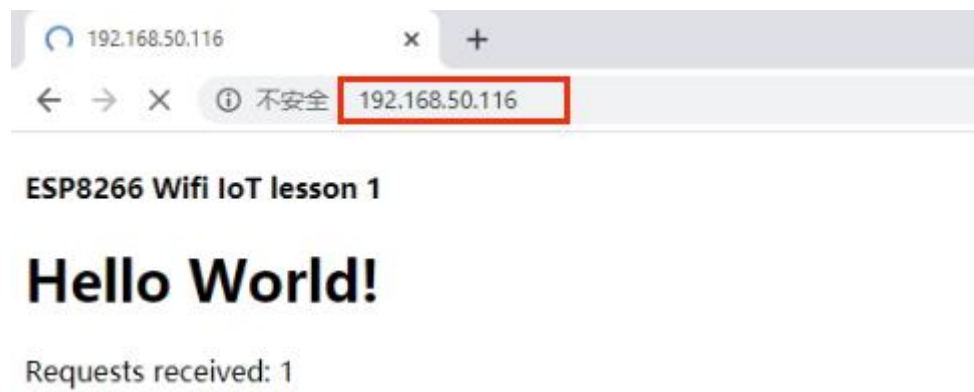 192.168.50.116
不安全 192.168.50.116
ESP8266 Wifi IoT lesson 1
Hello World!
Requests received: 1